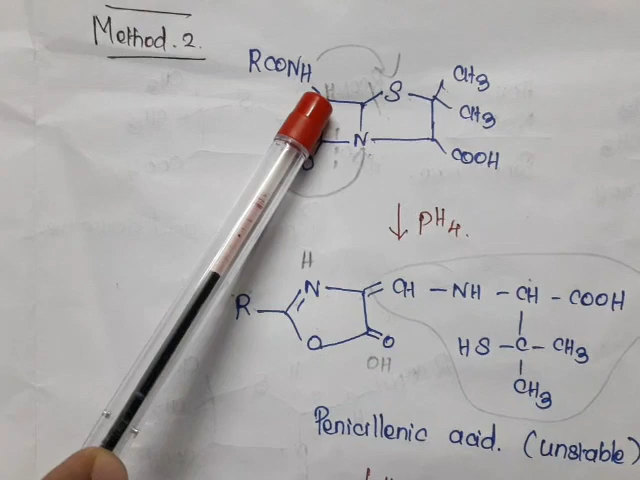 Method. 2.
RCONH
H
S
CH3
CH3
N
O
COOH
↓ PH4.
H
R
N
CH - NH - CH - COOH
O
O
HS - C - CH3
OH
CH3
Penicillenic acid. (unstable)